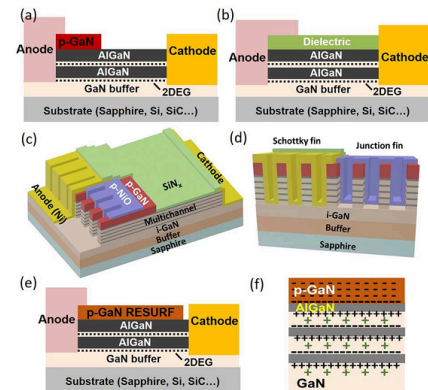 (a)
p-GaN
Anode
Cathode
AlGaN
AlGaN
GaN buffer
2DEG
Substrate (Sapphire, Si, SiC...)
(b)
Dielectric
Anode
Cathode
AlGaN
AlGaN
GaN buffer
2DEG
Substrate (Sapphire, Si, SiC...)
(c)
Anode (Ni)
p-NiO
p-GaN
SiNx
Cathode
Multichannel
i-GaN
Buffer
Sapphire
(d)
Schottky fin
Junction fin
i-GaN
Buffer
Sapphire
(e)
p-GaN RESURF
Anode
Cathode
AlGaN
AlGaN
GaN buffer
2DEG
Substrate (Sapphire, Si, SiC...)
(f)
p-GaN
AlGaN
GaN